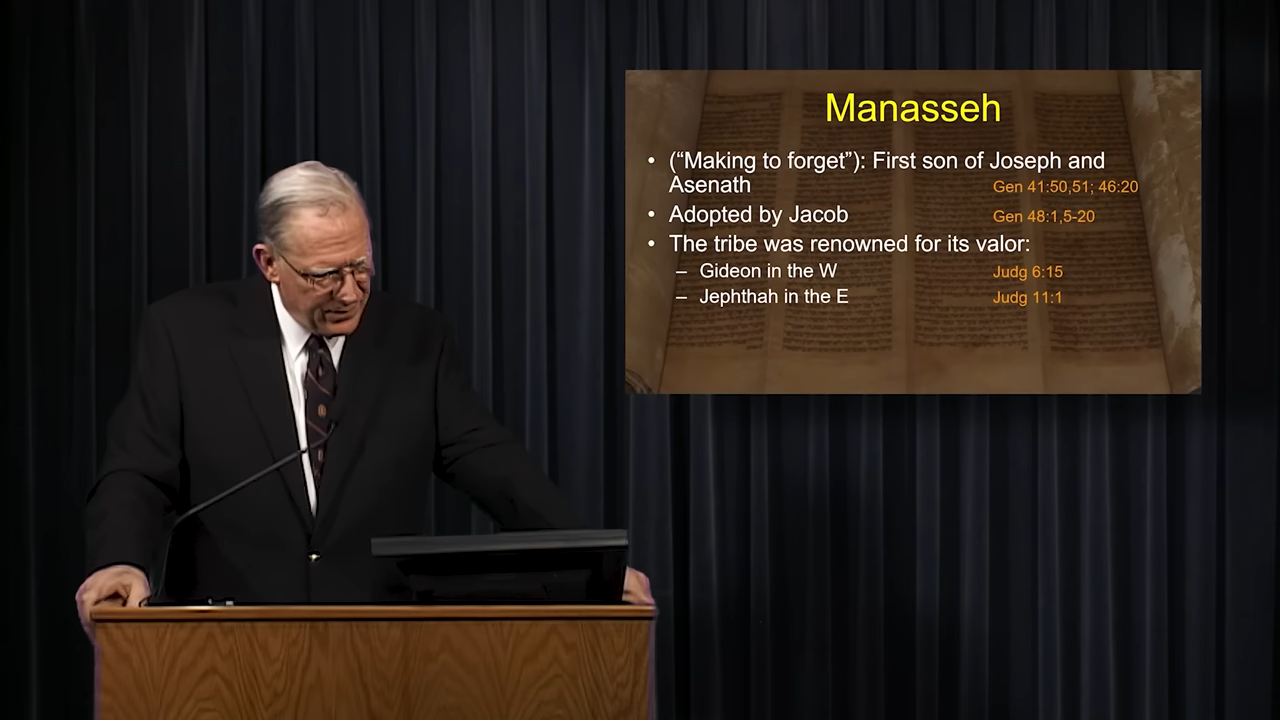 Manasseh
• (“Making to forget”): First son of Joseph and
Asenath Gen 41:50,51; 46:20
• Adopted by Jacob Gen 48:1,5-20
• The tribe was renowned for its valor:
– Gideon in the W Judg 6:15
– Jephthah in the E Judg 11:1